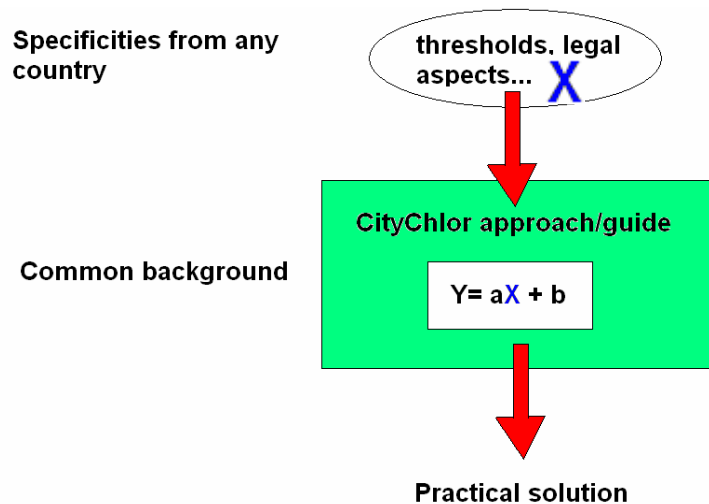 Specificities from any
country
thresholds, legal
aspects... X
CityChlor approach/guide
Common background
Y= aX + b
Practical solution